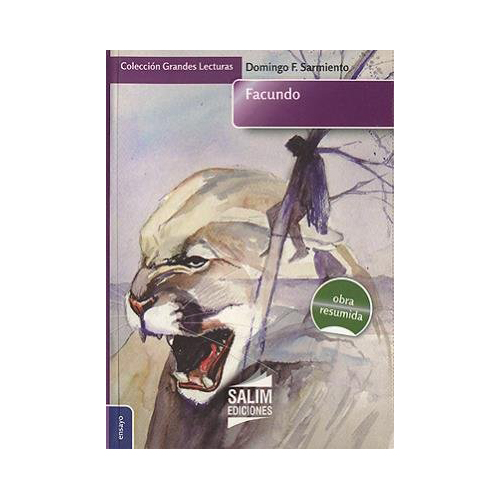 Colección Grandes Lecturas
Domingo F. Sarmiento
Facundo
obra
resumida
SALIM
EDICIONES
ensayo